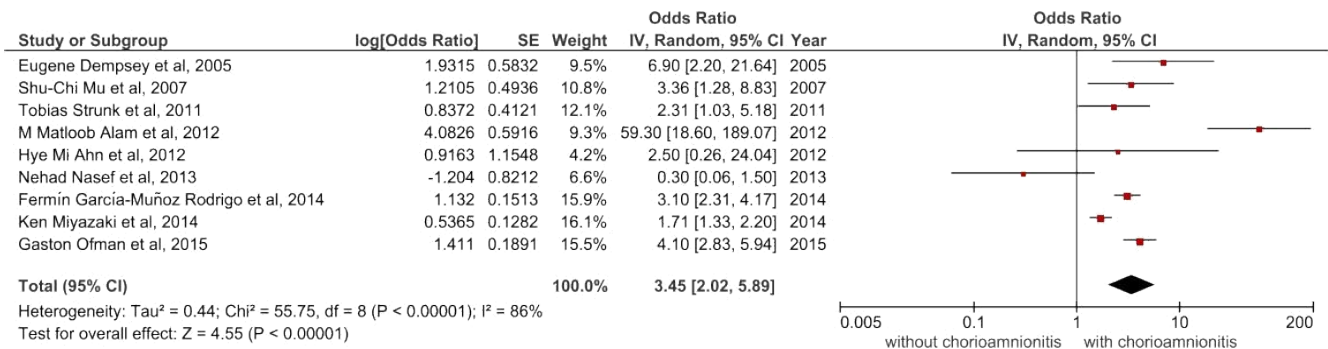 Odds Ratio Odds Ratio
Study or Subgroup log[Odds Ratio] SE Weight IV, Random, 95% CI Year IV, Random, 95% CI
Eugene Dempsey et al, 2005 1.9315 0.5832 9.5% 6.90 [2.20, 21.64] 2005
Shu-Chi Mu et al, 2007 1.2105 0.4936 10.8% 3.36 [1.28, 8.83] 2007
Tobias Strunk et al, 2011 0.8372 0.4121 12.1% 2.31 [1.03, 5.18] 2011
M Matloob Alam et al, 2012 4.0826 0.5916 9.3% 59.30 [18.60, 189.07] 2012
Hye Mi Ahn et al, 2012 0.9163 1.1548 4.2% 2.50 [0.26, 24.04] 2012
Nehad Nasef et al, 2013 -1.204 0.8212 6.6% 0.30 [0.06, 1.50] 2013
Fermín García-Muñoz Rodrigo et al, 2014 1.132 0.1513 15.9% 3.10 [2.31, 4.17] 2014
Ken Miyazaki et al, 2014 0.5365 0.1282 16.1% 1.71 [1.33, 2.20] 2014
Gaston Ofman et al, 2015 1.411 0.1891 15.5% 4.10 [2.83, 5.94] 2015
Total (95% CI) 100.0% 3.45 [2.02, 5.89]
Heterogeneity: Tau² = 0.44; Chi² = 55.75, df = 8 (P < 0.00001); I² = 86%
Test for overall effect: Z = 4.55 (P < 0.00001)
0.005 0.1 1 10 200
without chorioamnionitis with chorioamnionitis